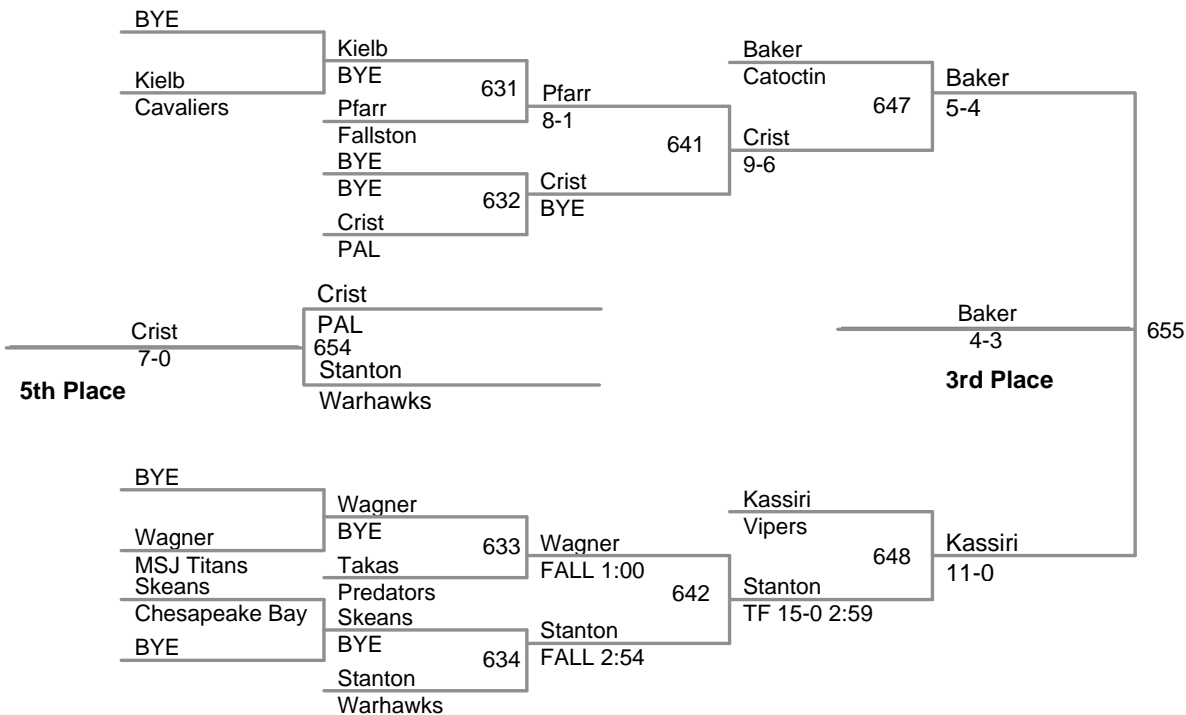 BYE
Kielb
Cavaliers
Kielb
BYE
631
Pfarr
Fallston
BYE
BYE
632
Crist
PAL
Pfarr
8-1
641
Crist
BYE
Baker
Catoctin
647
Crist
9-6
Baker
5-4
Crist
PAL
654
Stanton
Warhawks
Crist
7-0
5th Place
Baker
4-3
3rd Place
655
BYE
Wagner
MSJ Titans
Skeans
Chesapeake Bay
BYE
Wagner
BYE
633
Takas
Predators
Skeans
BYE
634
Stanton
Warhawks
Wagner
FALL 1:00
642
Stanton
FALL 2:54
Kassiri
Vipers
648
Stanton
TF 15-0 2:59
Kassiri
11-0